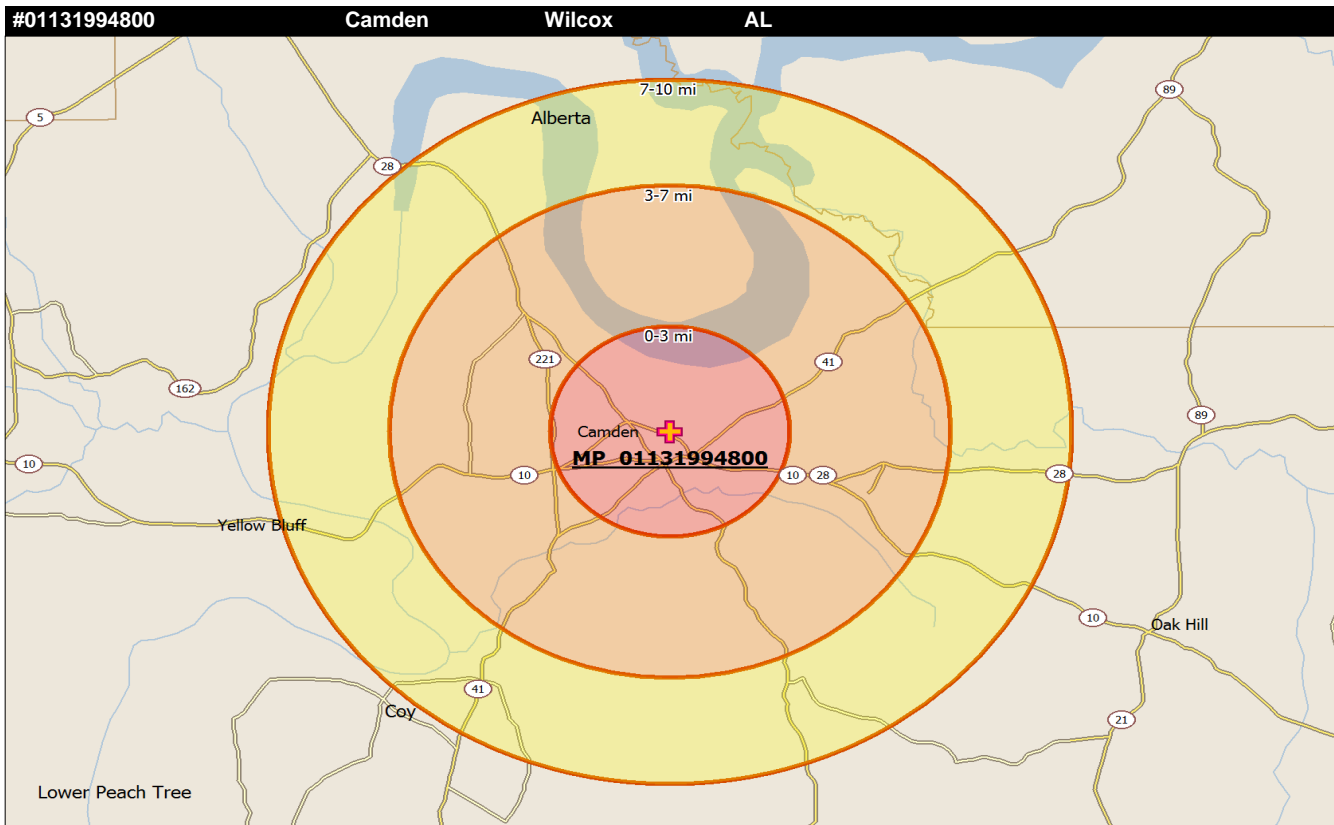 #01131994800 Camden Wilcox AL
7-10 mi
89
5
Alberta
28
3-7 mi
0-3 mi
221
41
162
89
Camden
MP 01131994800
10
10 28
28
10
Yellow Bluff
10
Oak Hill
41
Coy
21
Lower Peach Tree